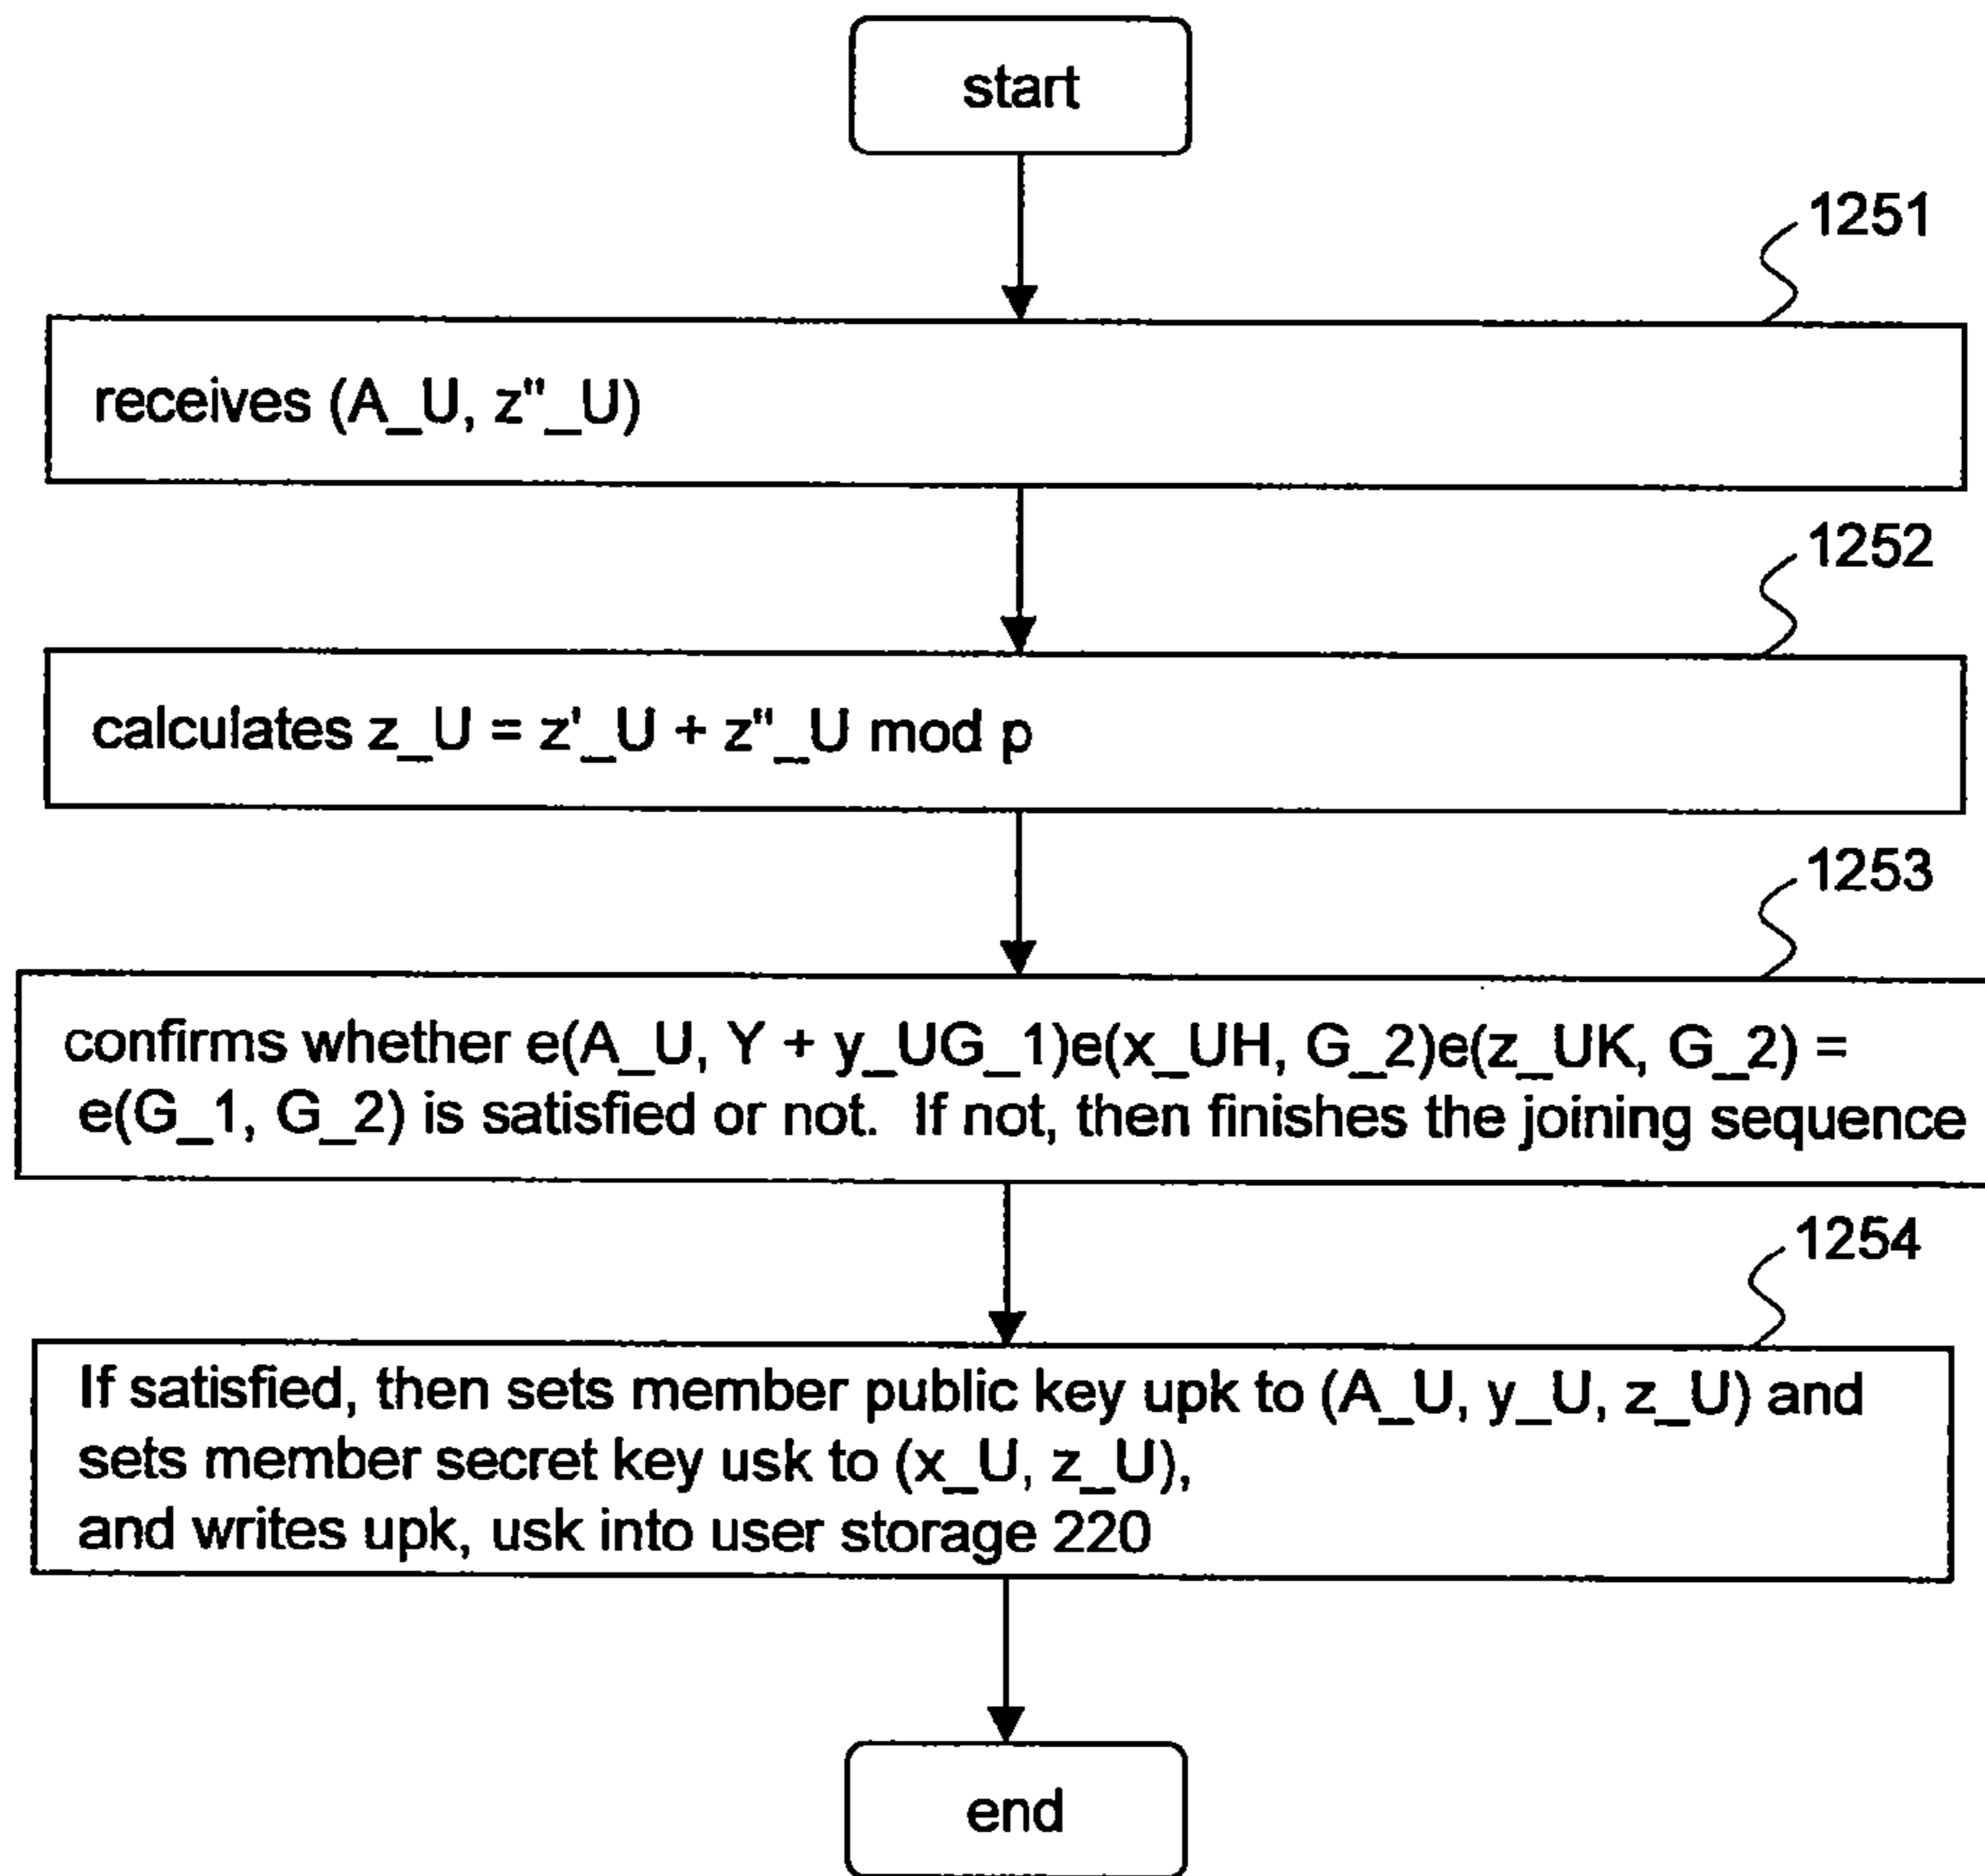 start
1251
receives (A_U, z"_U)
1252
calculates z_U = z'_U + z"_U mod p
1253
confirms whether e(A_U, Y + y_UG_1)e(x_UH, G_2)e(z_UK, G_2) =
e(G_1, G_2) is satisfied or not. If not, then finishes the joining sequence
1254
If satisfied, then sets member public key upk to (A_U, y_U, z_U) and
sets member secret key usk to (x_U, z_U),
and writes upk, usk into user storage 220
end